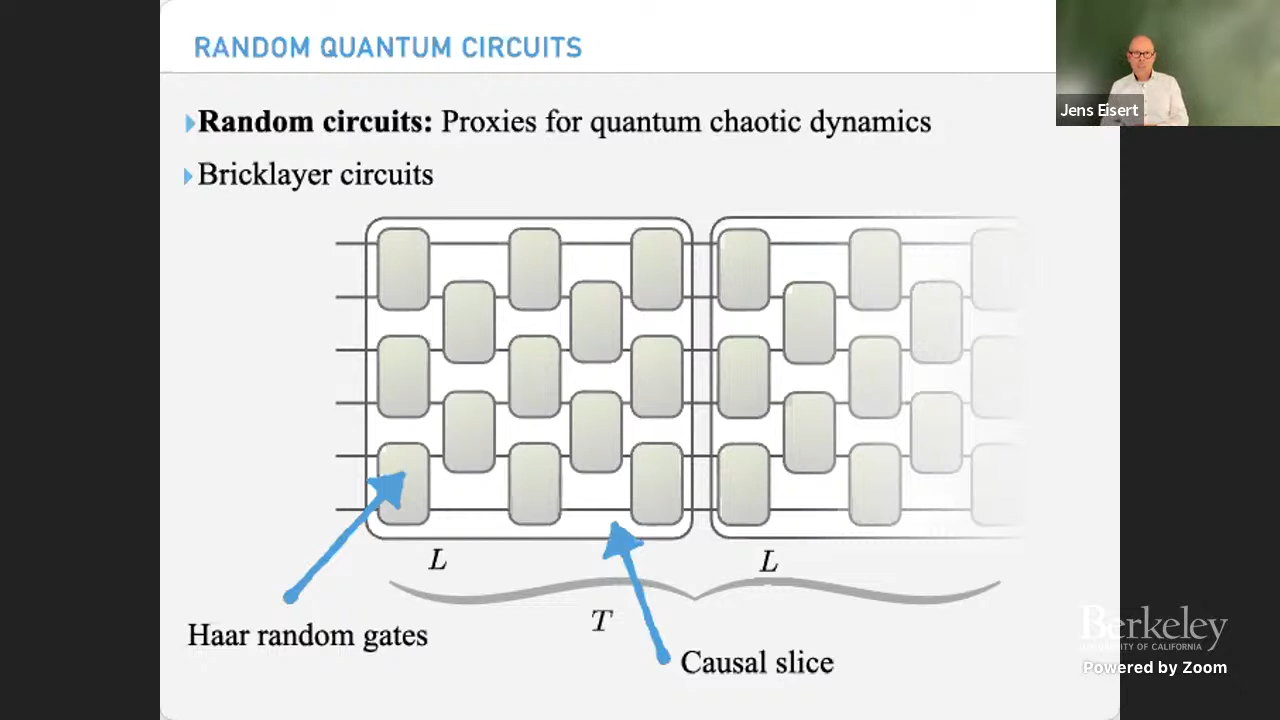 RANDOM QUANTUM CIRCUITS
Jens Eisert
Random circuits: Proxies for quantum chaotic dynamics
Bricklayer circuits
L
L
T
Haar random gates
Causal slice
Berkeley
UNIVERSITY OF CALIFORNIA
Powered by Zoom